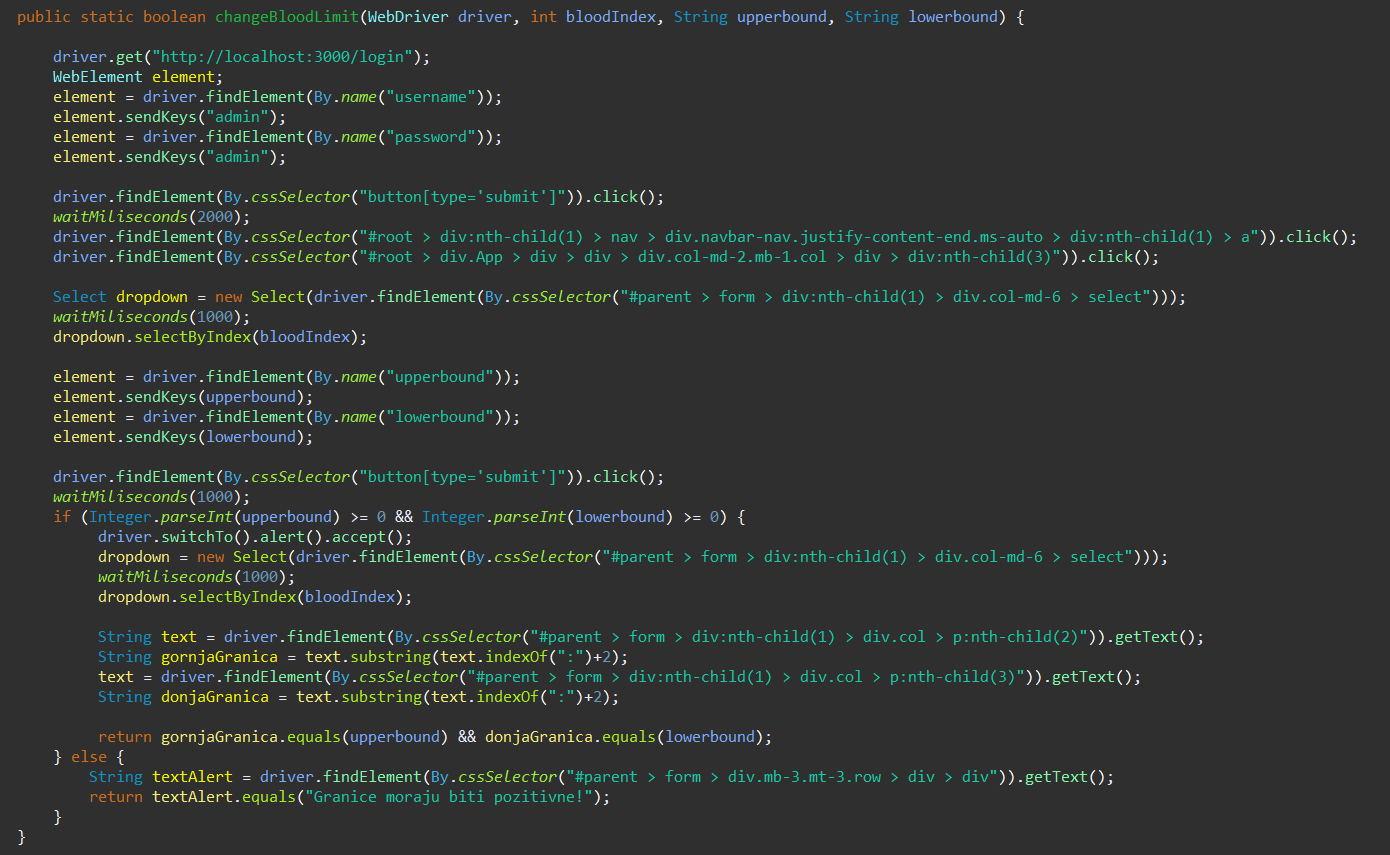 public static boolean changeBloodLimit(WebDriver driver, int bloodIndex, String upperbound, String lowerbound) {
driver.get("http://localhost:3000/login");
WebElement element;
element = driver.findElement(By.name("username"));
element.sendKeys("admin");
element = driver.findElement(By.name("password"));
element.sendKeys("admin");
driver.findElement(By.cssSelector("button[type='submit']")).click();
waitMiliseconds(2000);
driver.findElement(By.cssSelector("#root > div:nth-child(1) > nav > div.navbar-nav.justify-content-end.ms-auto > div:nth-child(1) > a")).click();
driver.findElement(By.cssSelector("#root > div.App > div > div > div.col-md-2.mb-1.col > div > div:nth-child(3)")).click();
Select dropdown = new Select(driver.findElement(By.cssSelector("#parent > form > div:nth-child(1) > div.col-md-6 > select")));
waitMiliseconds(1000);
dropdown.selectByIndex(bloodIndex);
element = driver.findElement(By.name("upperbound"));
element.sendKeys(upperbound);
element = driver.findElement(By.name("lowerbound"));
element.sendKeys(lowerbound);
driver.findElement(By.cssSelector("button[type='submit']")).click();
waitMiliseconds(1000);
if (Integer.parseInt(upperbound) >= 0 && Integer.parseInt(lowerbound) >= 0) {
driver.switchTo().alert().accept();
dropdown = new Select(driver.findElement(By.cssSelector("#parent > form > div:nth-child(1) > div.col-md-6 > select")));
waitMiliseconds(1000);
dropdown.selectByIndex(bloodIndex);
String text = driver.findElement(By.cssSelector("#parent > form > div:nth-child(1) > div.col > p:nth-child(2)")).getText();
String gornjaGranica = text.substring(text.indexOf(":")+2);
text = driver.findElement(By.cssSelector("#parent > form > div:nth-child(1) > div.col > p:nth-child(3)")).getText();
String donjaGranica = text.substring(text.indexOf(":")+2);
return gornjaGranica.equals(upperbound) && donjaGranica.equals(lowerbound);
} else {
String textAlert = driver.findElement(By.cssSelector("#parent > form > div.mb-3.mt-3.row > div > div")).getText();
return textAlert.equals("Granice moraju biti pozitivne!");
}
}